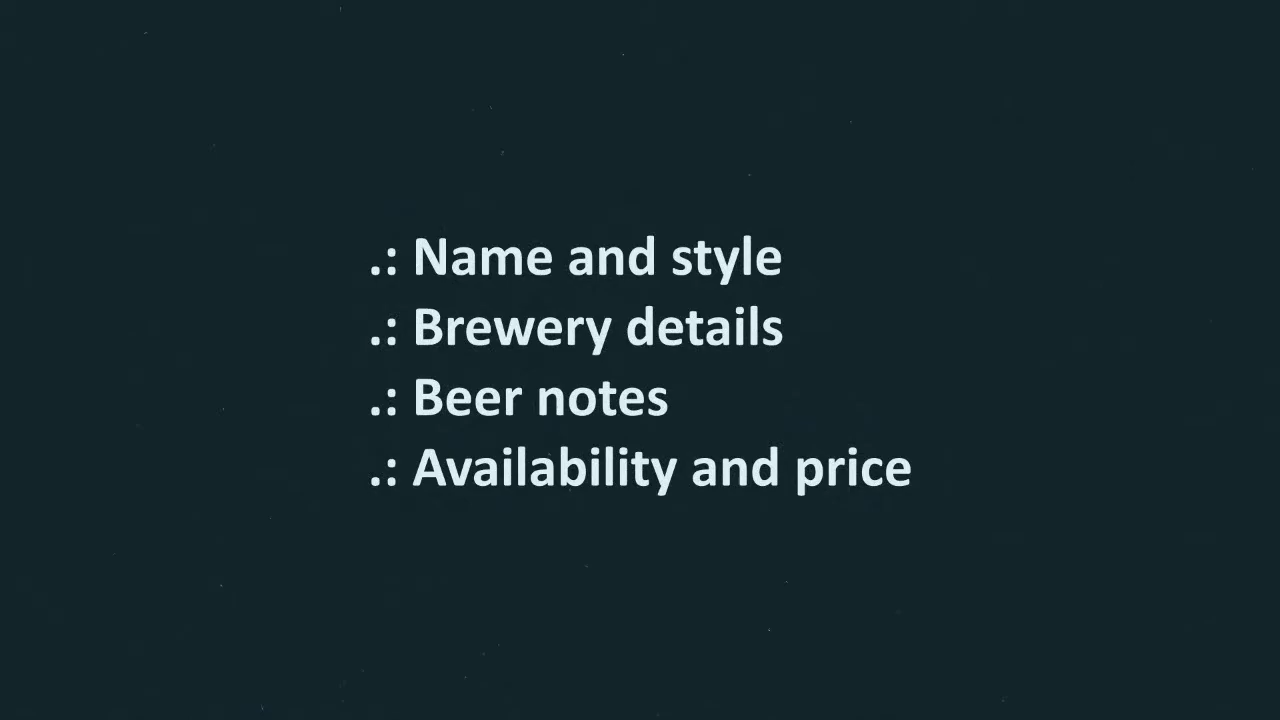 .: Name and style
.: Brewery details
.: Beer notes
.: Availability and price